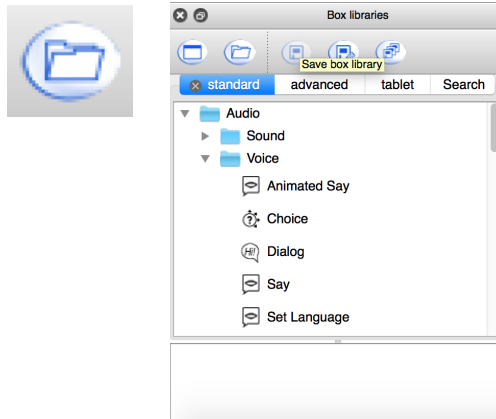 Box libraries
Save box library
standard advanced tablet Search
Audio
Sound
Voice
Animated Say
Choice
Hi! Dialog
Say
Set Language